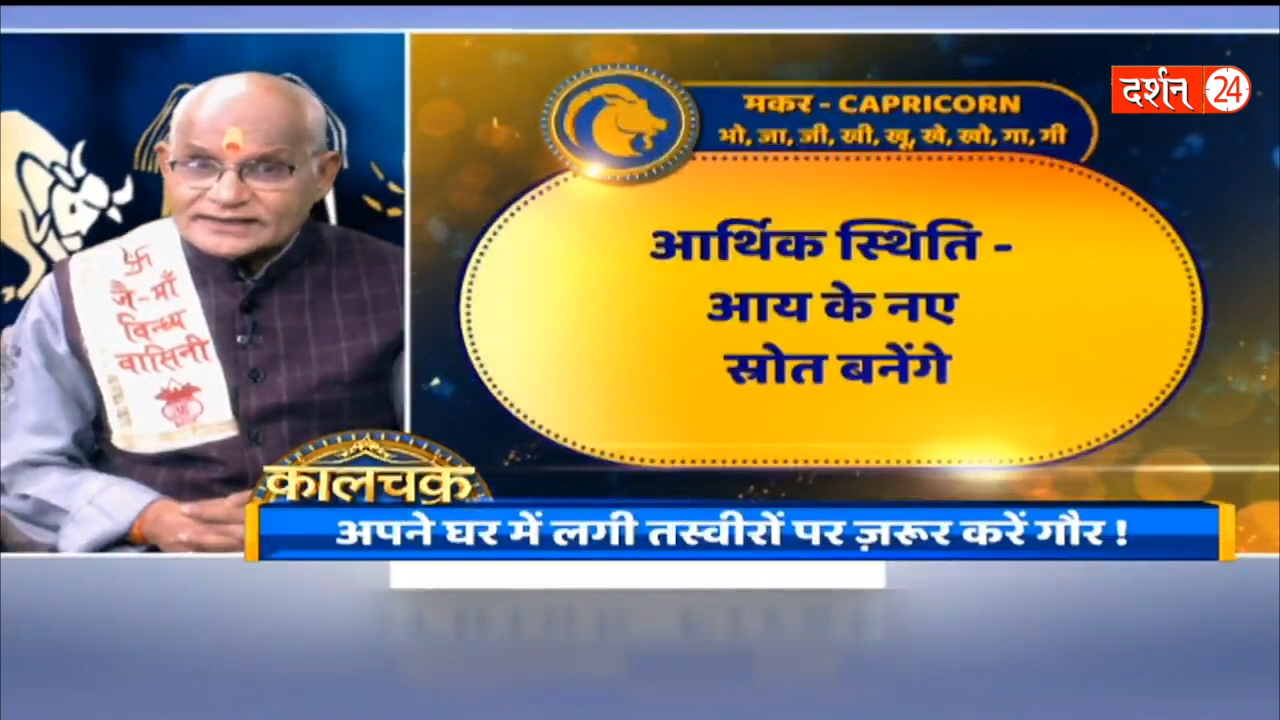 दर्शन 24
मकर - CAPRICORN
भो, जा, जी, खी, खू, खे, खो, गा, गी
आर्थिक स्थिति -
आय के नए
स्रोत बनेंगे
जै-माँ
विन्ध्य
वासिनी
कालचक्र
अपने घर में लगी तस्वीरों पर ज़रूर करें गौर !